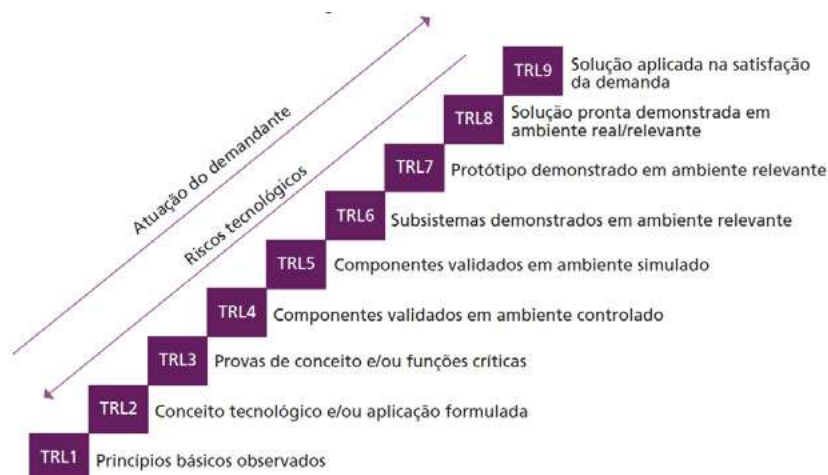 TRL9 Solução aplicada na satisfação
da demanda
TRL8 Solução pronta demonstrada em
ambiente real/relevante
Atuação do demandante
TRL7 Protótipo demonstrado em ambiente relevante
Riscos tecnológicos
TRL6 Subsistemas demonstrados em ambiente relevante
TRL5 Componentes validados em ambiente simulado
TRL4 Componentes validados em ambiente controlado
TRL3 Provas de conceito e/ou funções críticas
TRL2 Conceito tecnológico e/ou aplicação formulada
TRL1 Princípios básicos observados